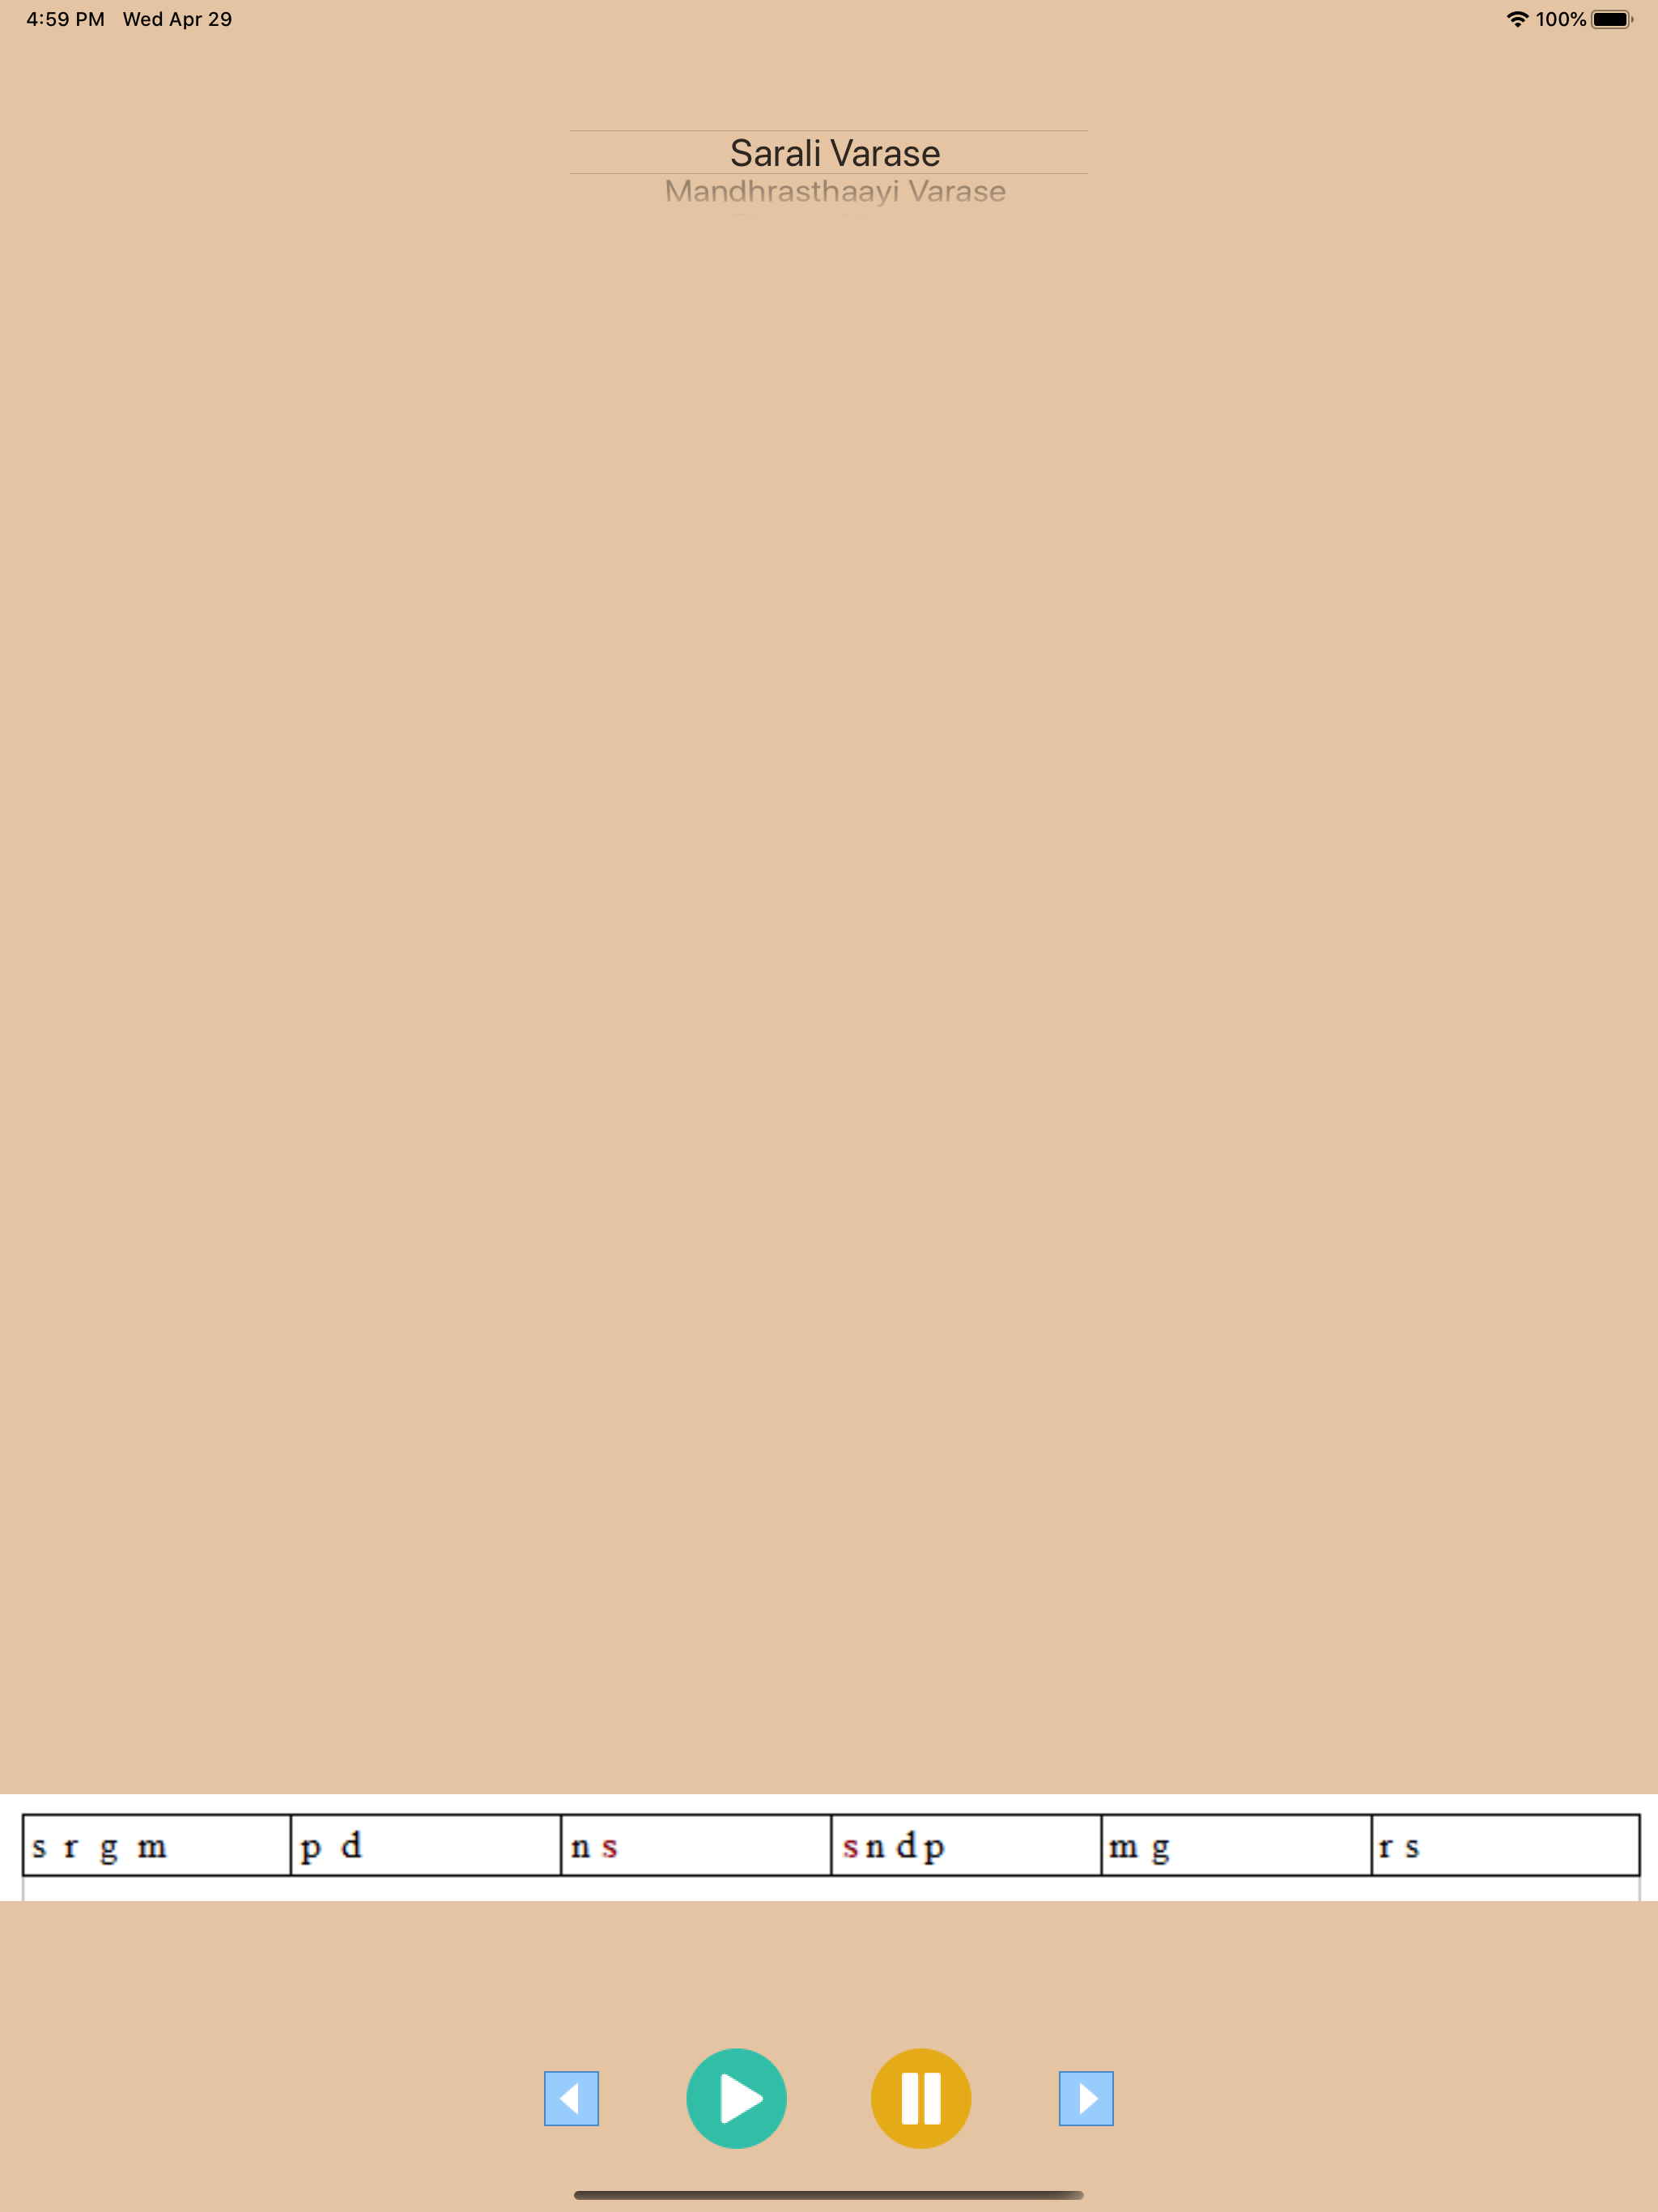 4:59 PM Wed Apr 29 100%
Sarali Varase
Mandhrasthaayi Varase
s r g m p d n s s n d p m g r s